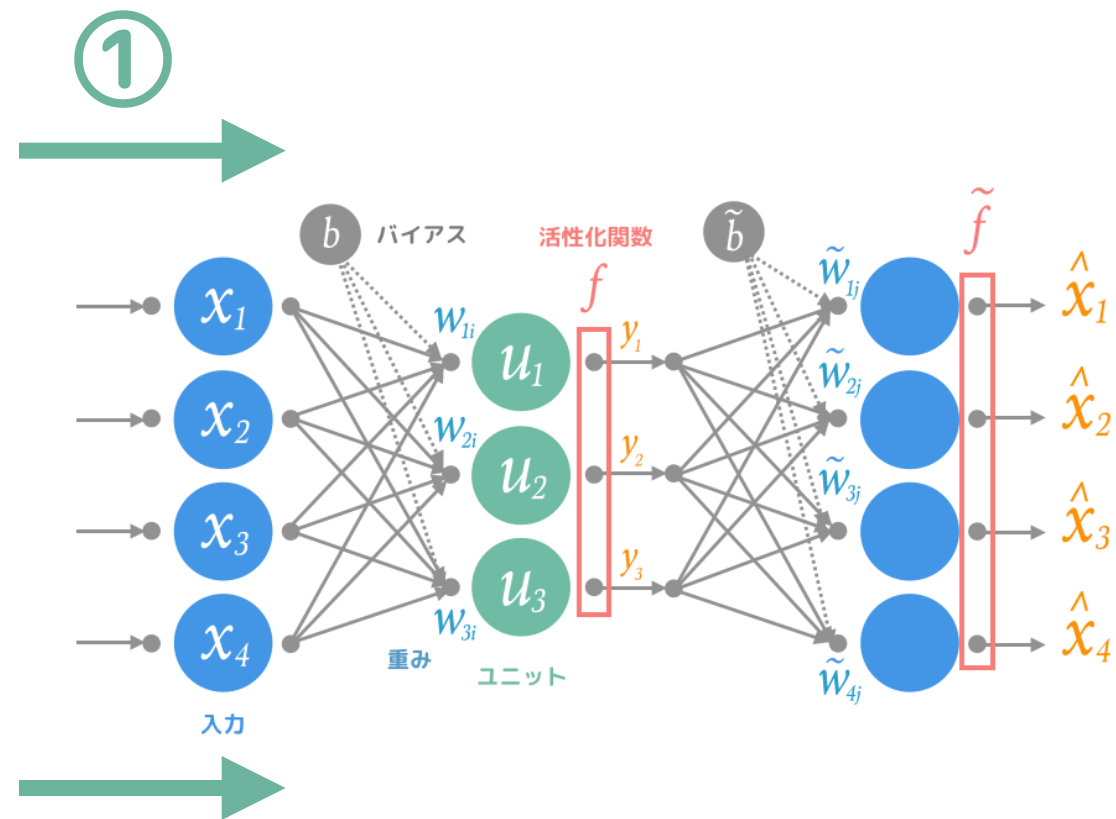 ①
b バイアス
活性化関数
f
b̃
f̃
x₁
x₂
x₃
x₄
入力
w₁ᵢ
w₂ᵢ
w₃ᵢ
重み
u₁
u₂
u₃
ユニット
y₁
y₂
y₃
w̃₁ⱼ
w̃₂ⱼ
w̃₃ⱼ
w̃₄ⱼ
x̂₁
x̂₂
x̂₃
x̂₄